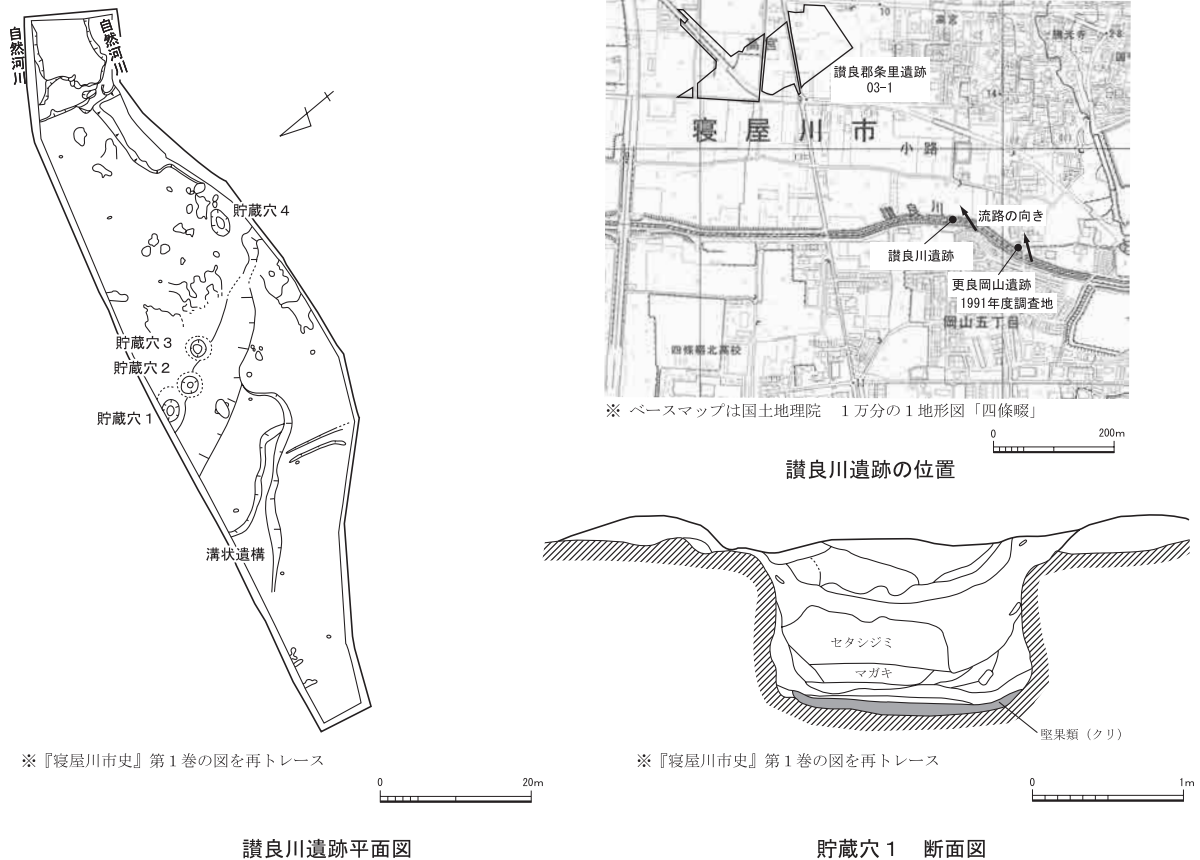 自然河川
自然河川
貯蔵穴４
貯蔵穴３
貯蔵穴２
貯蔵穴１
溝状遺構
※『寝屋川市史』第１巻の図を再トレース
0 20m
讃良川遺跡平面図
高宮
高宮
讃良郡条里遺跡
03-1
寝屋川市
小路
川
流路の向き
讃良川遺跡
更良岡山遺跡
1991年度調査地
岡山五丁目
四條畷北高校
※ ベースマップは国土地理院　１万分の１地形図「四條畷」
0 200m
讃良川遺跡の位置
セタシジミ
マガキ
堅果類（クリ）
※『寝屋川市史』第１巻の図を再トレース
0 1m
貯蔵穴１　断面図